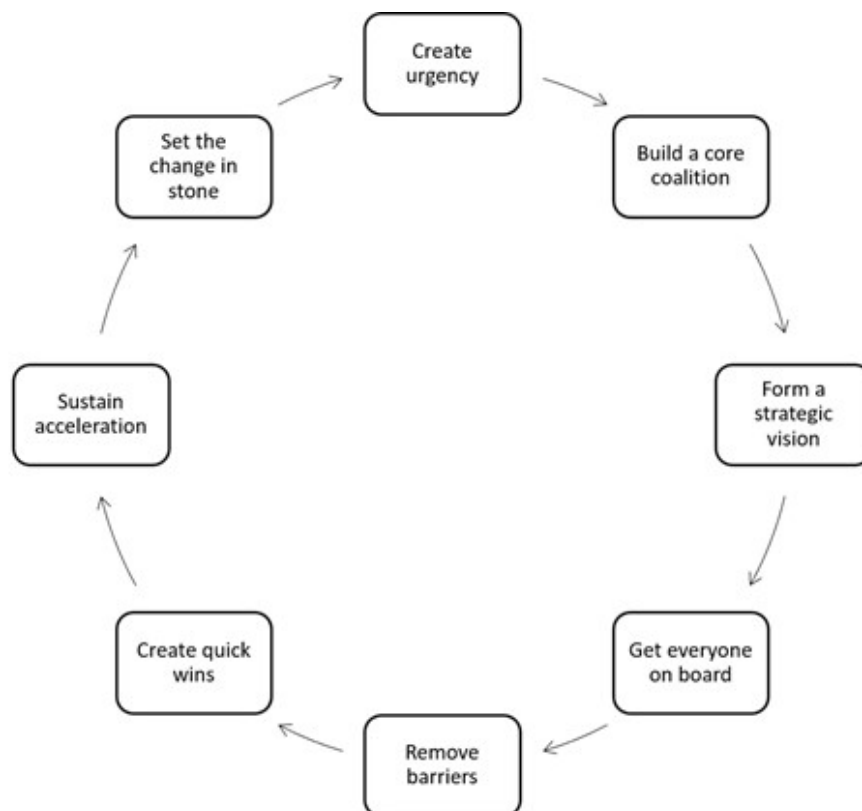 Create
urgency
Build a core
coalition
Form a
strategic
vision
Get everyone
on board
Remove
barriers
Create quick
wins
Sustain
acceleration
Set the
change in
stone